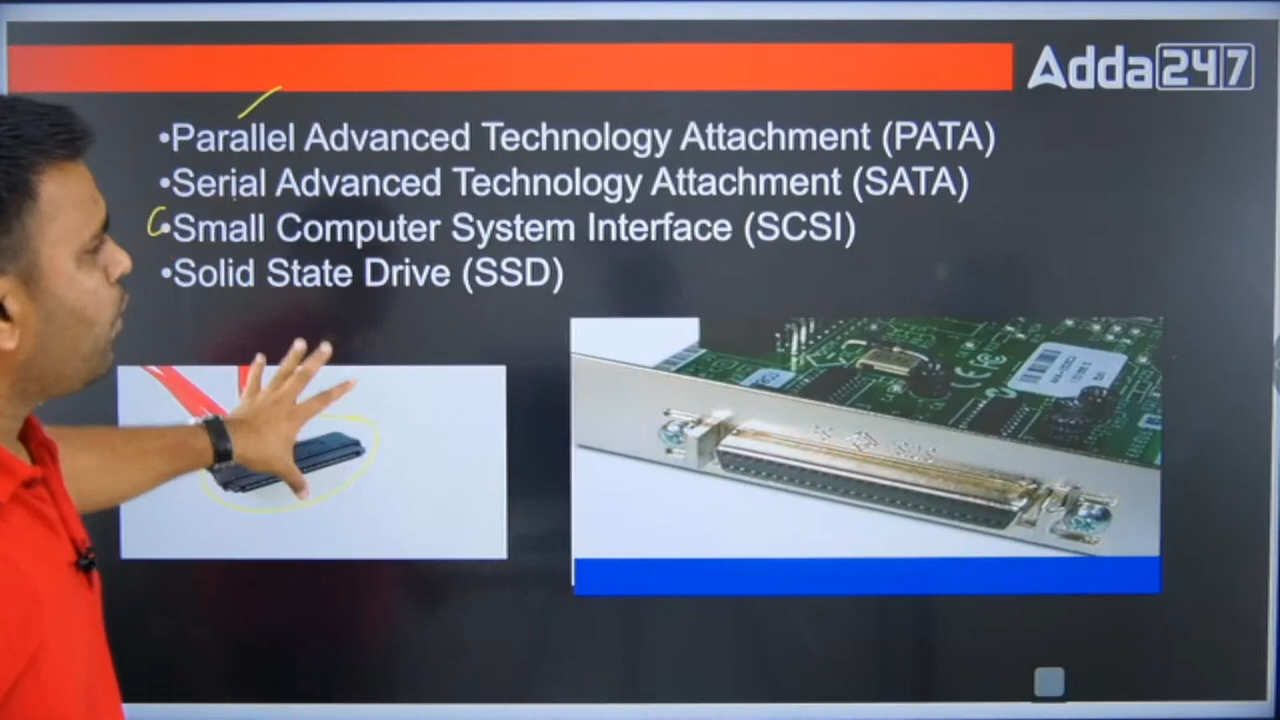 Adda247
•Parallel Advanced Technology Attachment (PATA)
•Serial Advanced Technology Attachment (SATA)
•Small Computer System Interface (SCSI)
•Solid State Drive (SSD)
CE